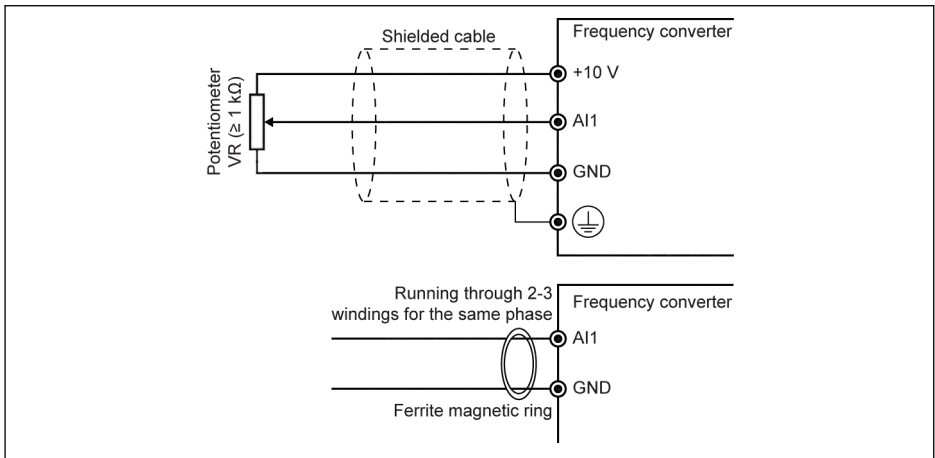 Shielded cable
Frequency converter
+10 V
Potentiometer
VR (≥ 1 kΩ)
AI1
GND
Running through 2-3
windings for the same phase
Frequency converter
AI1
GND
Ferrite magnetic ring